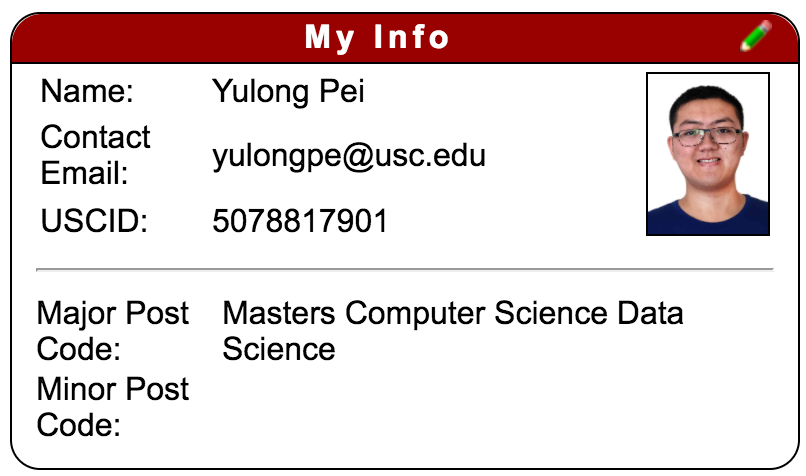 My Info
Name: Yulong Pei
Contact
Email: yulongpe@usc.edu
USCID: 5078817901
Major Post Masters Computer Science Data
Code: Science
Minor Post
Code: